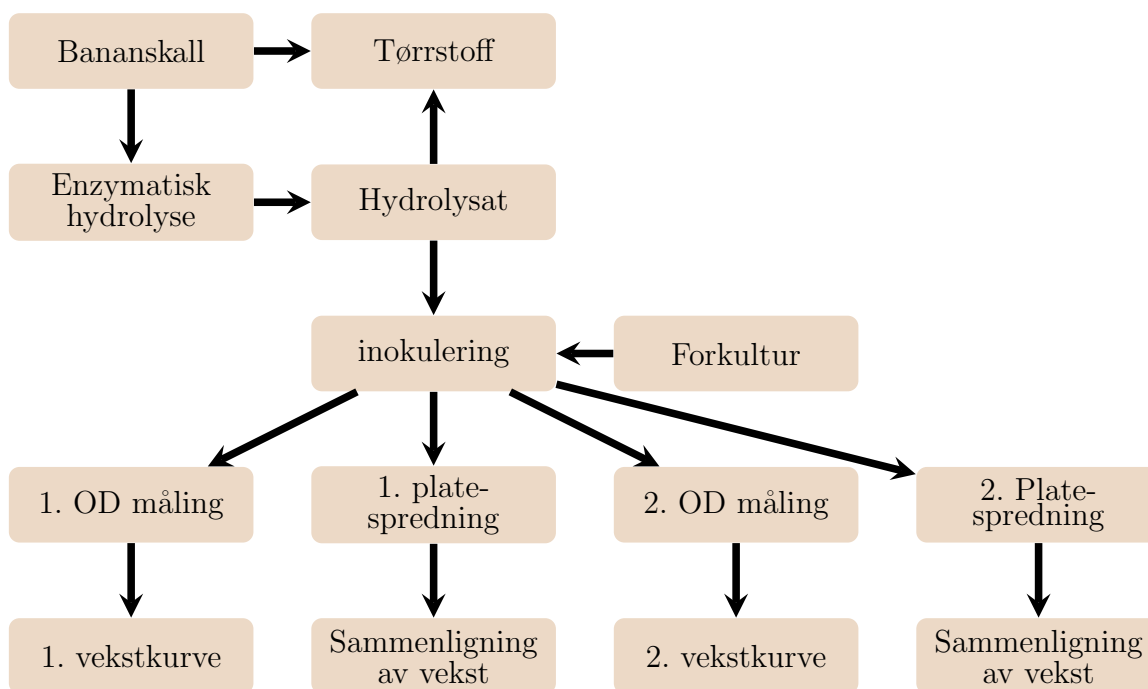 Bananskall
Tørrstoff
Enzymatisk
hydrolyse
Hydrolysat
inokulering
Forkultur
1. OD måling
1. plate-
spredning
2. OD måling
2. Plate-
spredning
1. vekstkurve
Sammenligning
av vekst
2. vekstkurve
Sammenligning
av vekst